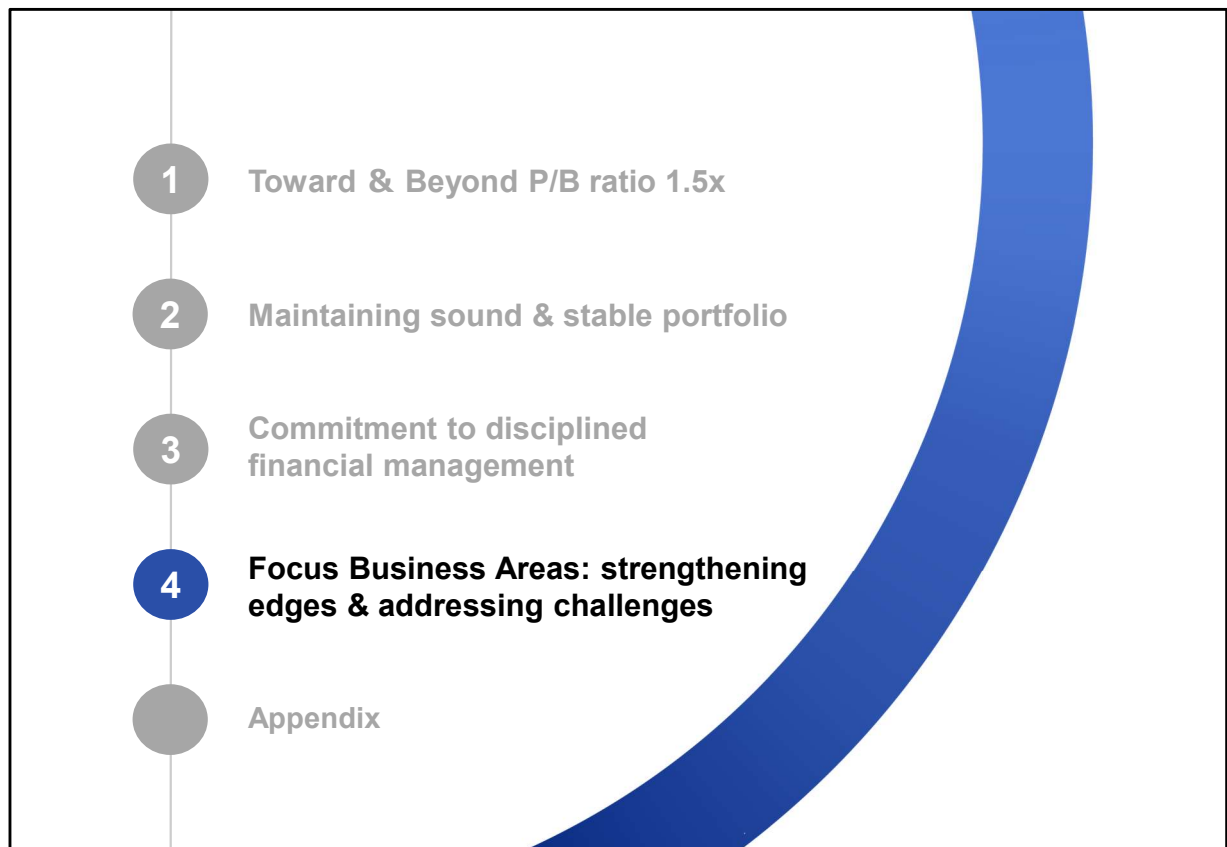 1
Toward & Beyond P/B ratio 1.5x
2
Maintaining sound & stable portfolio
3
Commitment to disciplined
financial management
4
Focus Business Areas: strengthening
edges & addressing challenges
Appendix